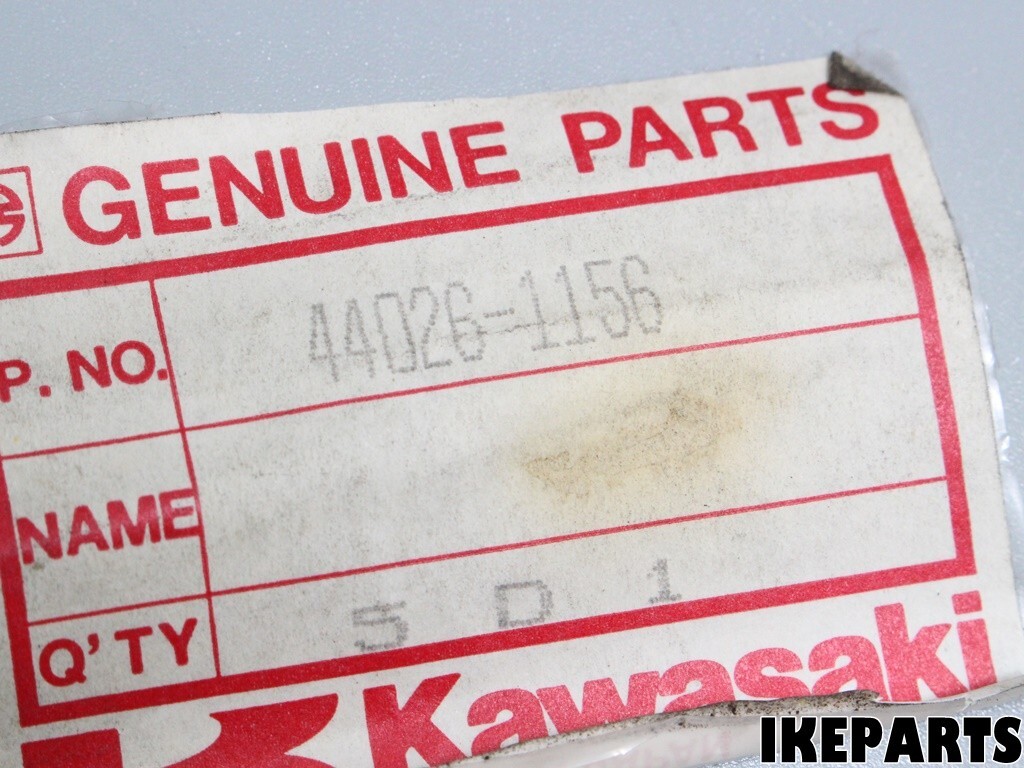 GENUINE PARTS
P. NO. 44026-1156
NAME
Q'TY 5 D 1
Kawasaki
IKEPARTS